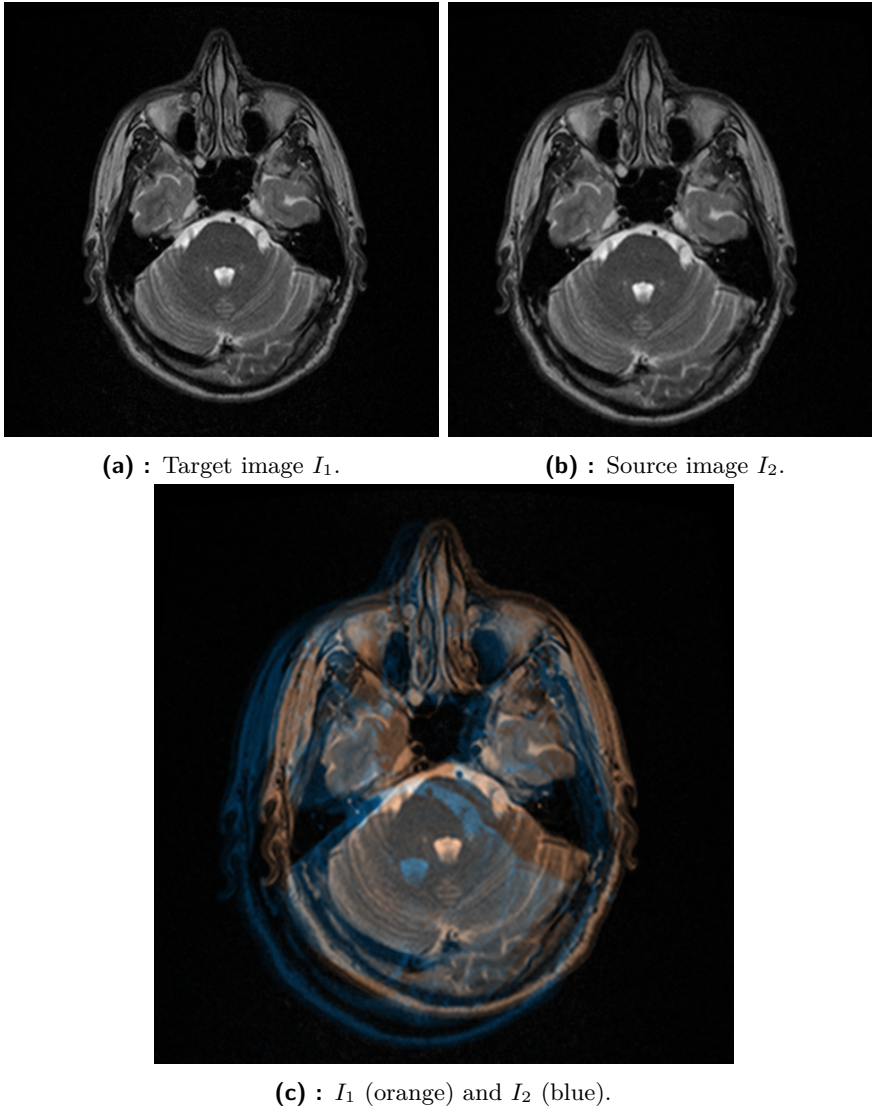 (a) : Target image I₁.
(b) : Source image I₂.
(c) : I₁ (orange) and I₂ (blue).